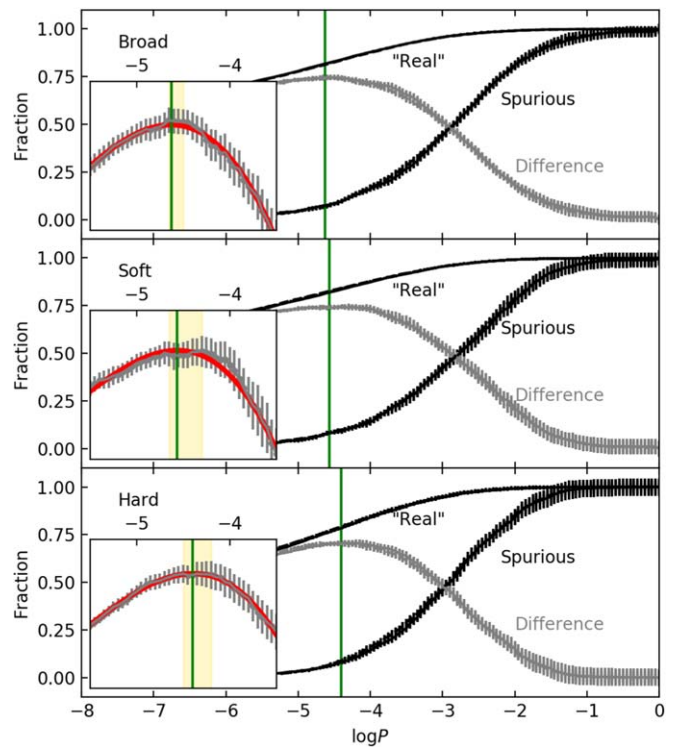 Broad
−5 −4
1.00
0.75
0.50
0.25
0.00
Fraction
"Real"
Spurious
Difference
Soft
−5 −4
1.00
0.75
0.50
0.25
0.00
Fraction
"Real"
Spurious
Difference
Hard
−5 −4
1.00
0.75
0.50
0.25
0.00
Fraction
"Real"
Spurious
Difference
−8 −7 −6 −5 −4 −3 −2 −1 0
logP